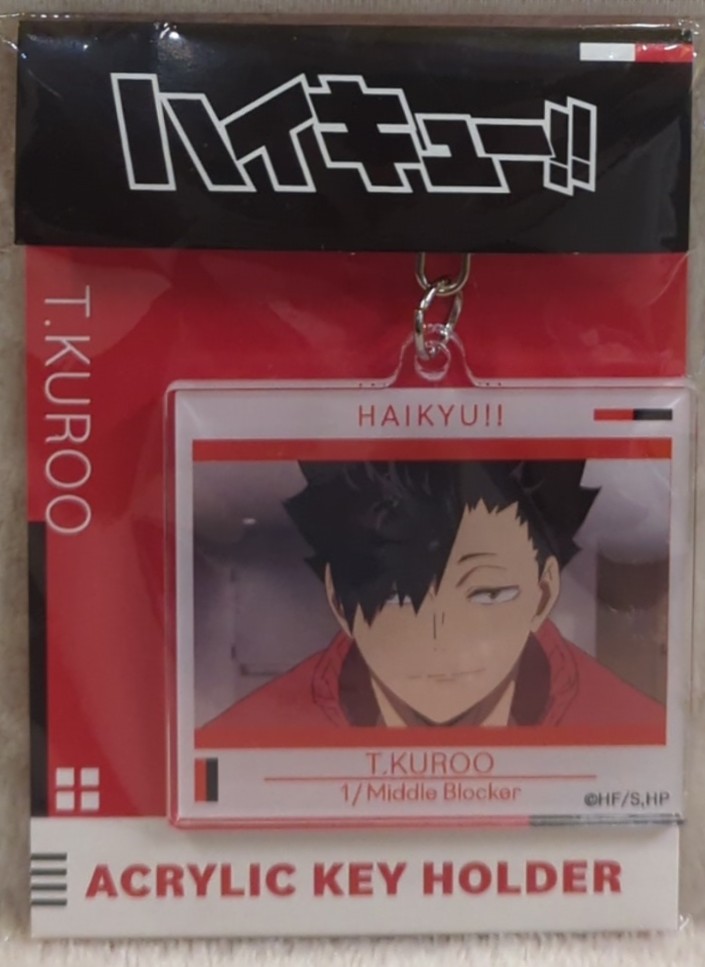 ハイキュー!!
T.KUROO
HAIKYU!!
T.KUROO
1/Middle Blocker
©HF/S,HP
ACRYLIC KEY HOLDER